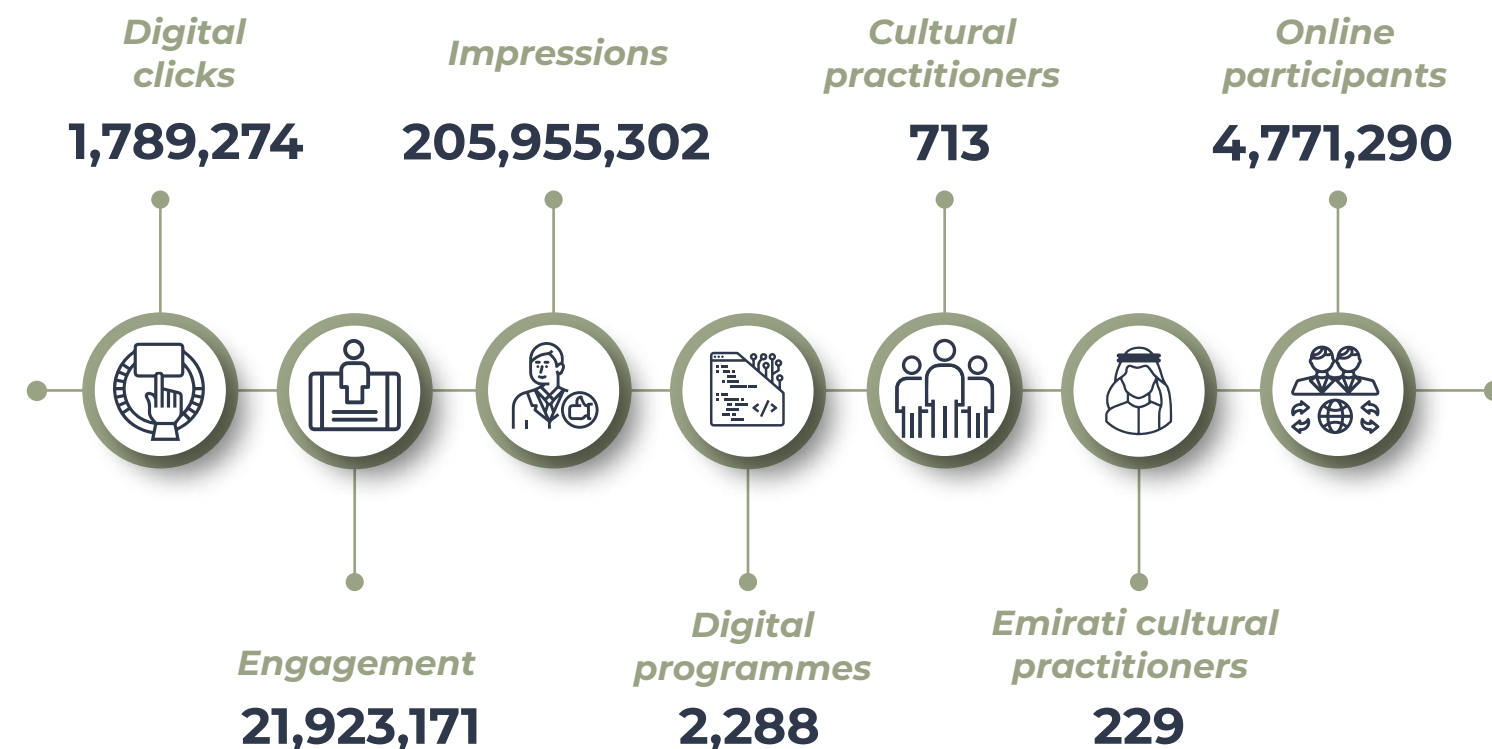 Digital
clicks
1,789,274
Impressions
205,955,302
Cultural
practitioners
713
Online
participants
4,771,290
</>
Engagement
21,923,171
Digital
programmes
2,288
Emirati cultural
practitioners
229